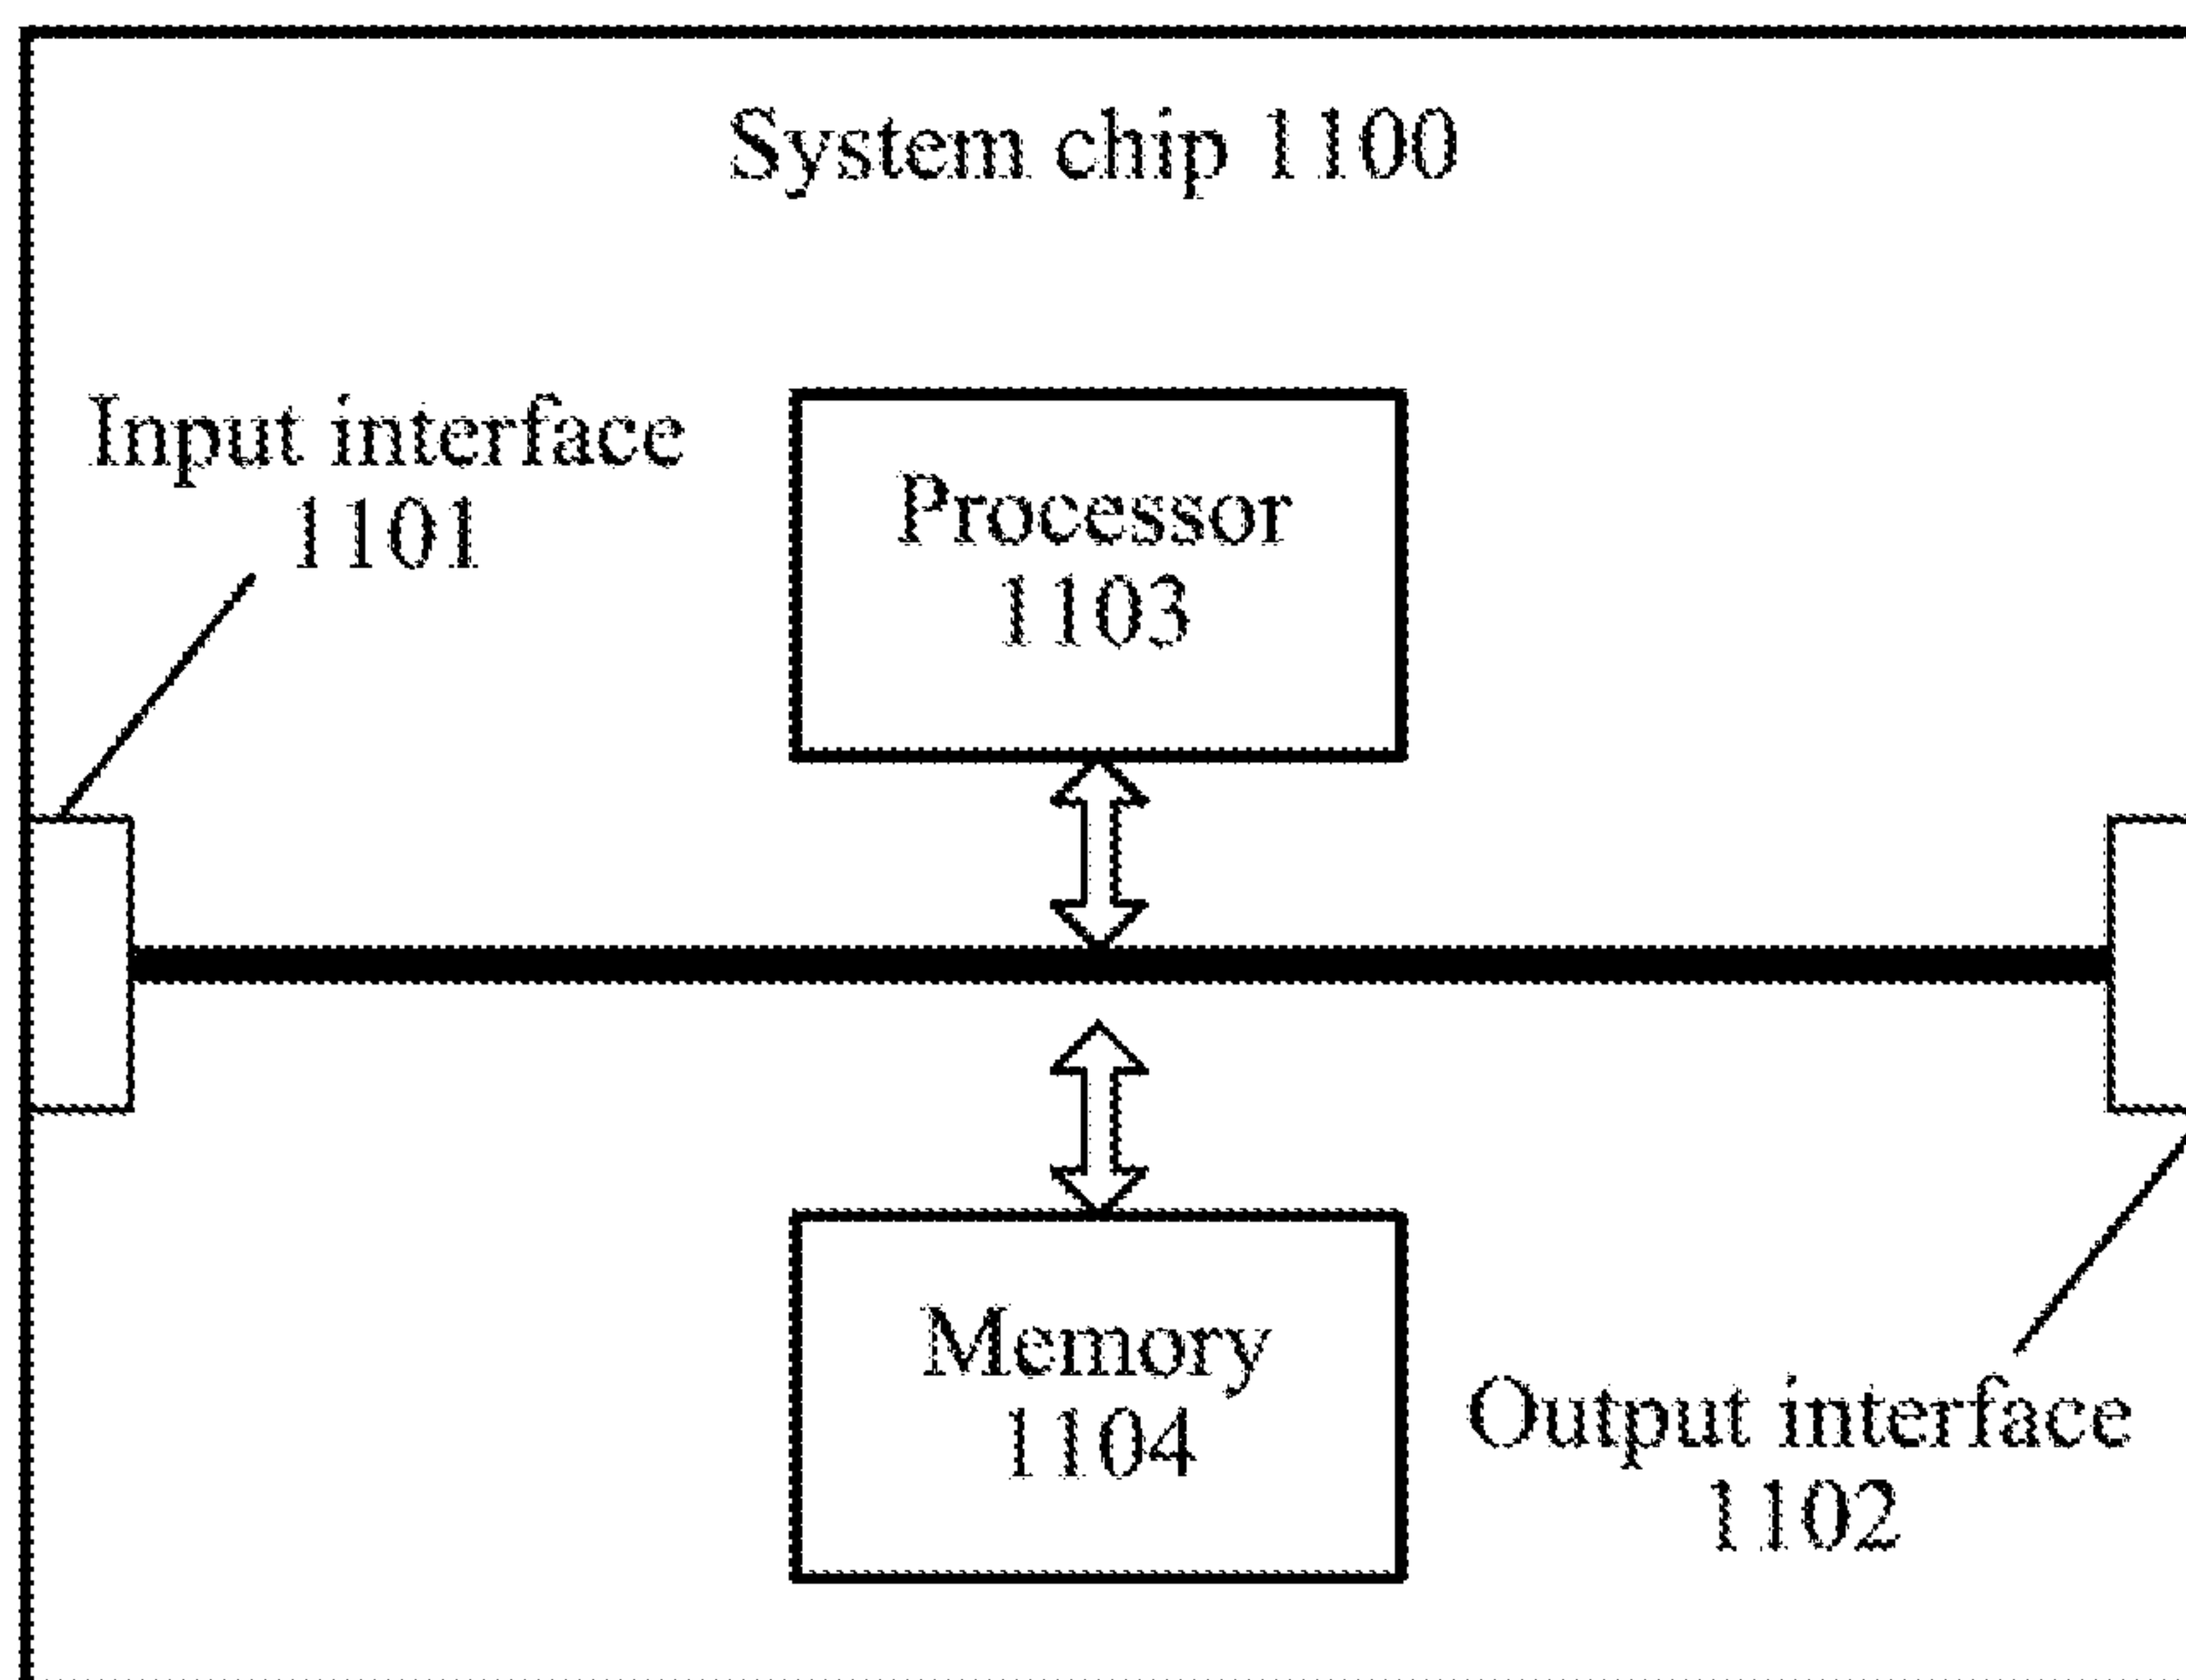 System chip 1100
Input interface
1101
Processor
1103
Memory
1104
Output interface
1102